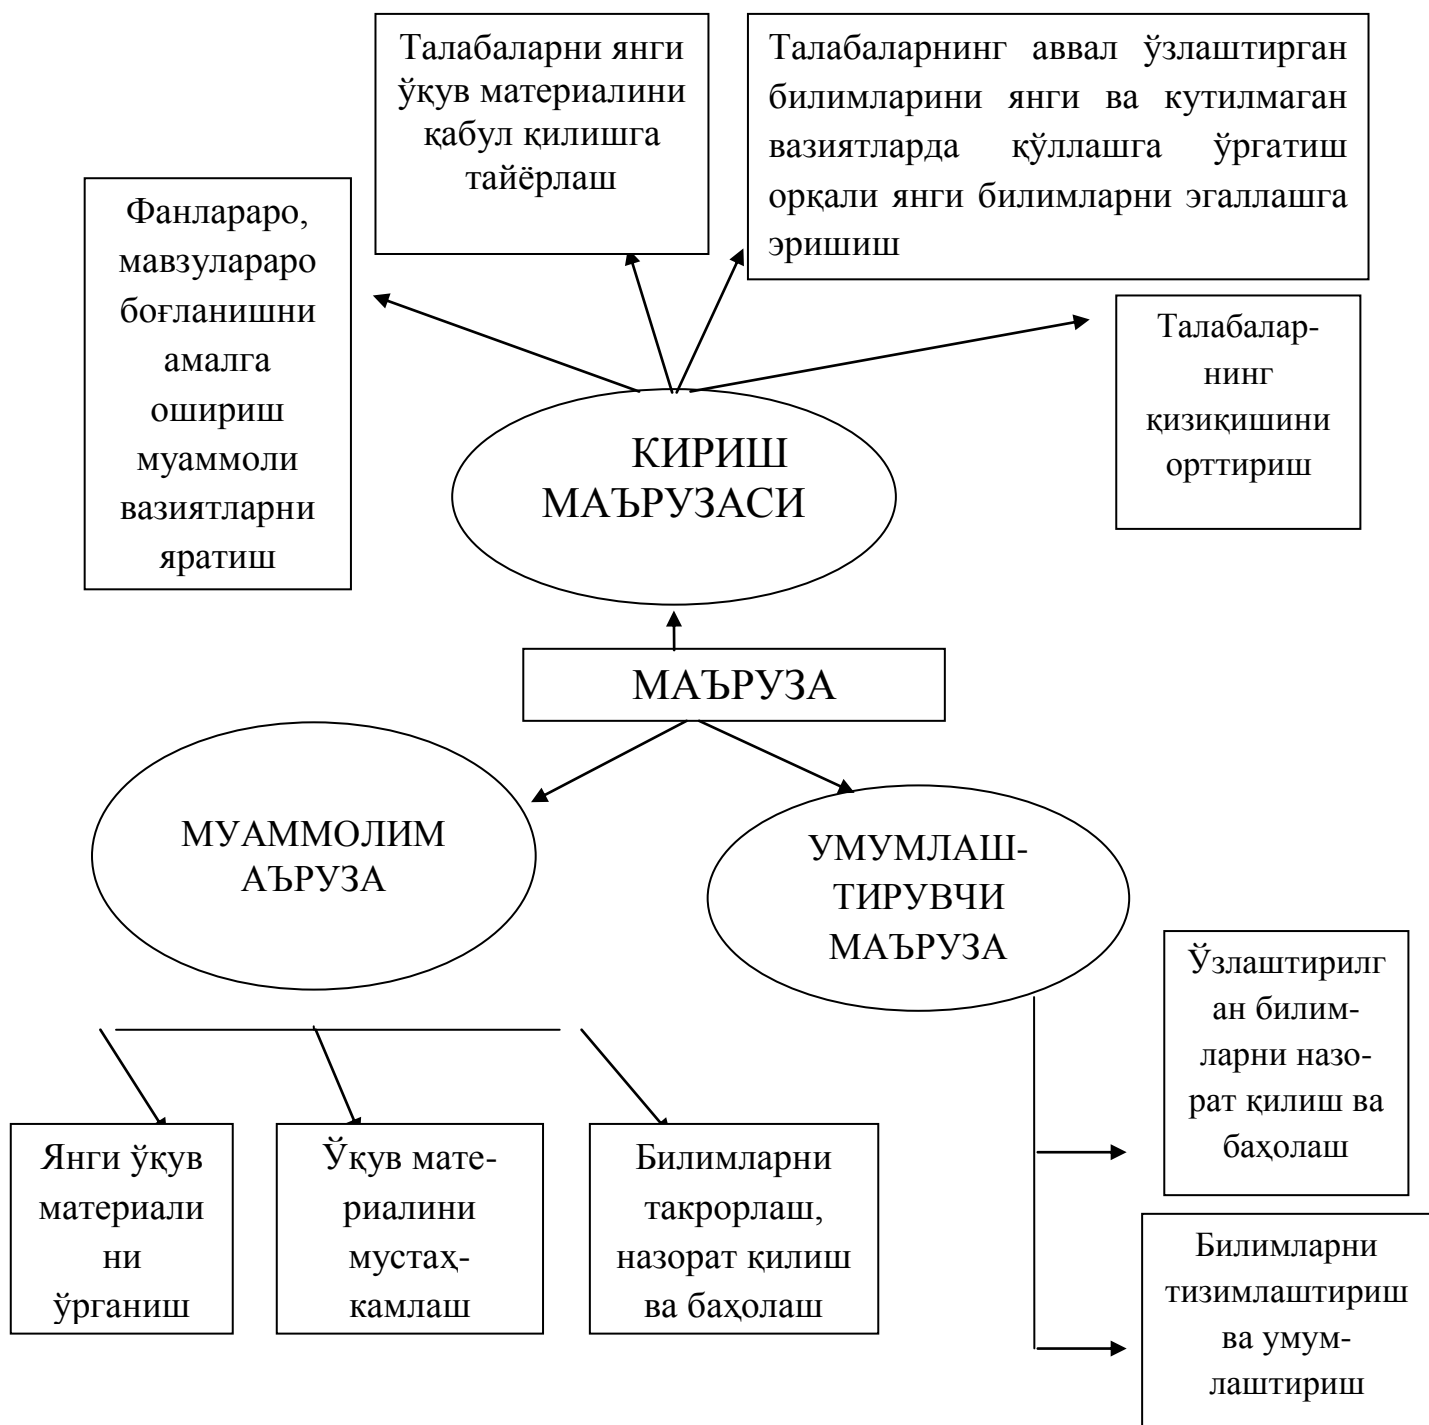 Талабаларни янги
ўқув материалини
қабул қилишга
тайёрлаш
Талабаларнинг аввал ўзлаштирган
билимларини янги ва кутилмаган
вазиятларда қўллашга ўргатиш
орқали янги билимларни эгаллашга
эришиш
Фанлараро,
мавзулараро
боғланишни
амалга
ошириш
муаммоли
вазиятларни
яратиш
Талабалар-
нинг
қизиқишини
орттириш
КИРИШ
МАЪРУЗАСИ
МАЪРУЗА
МУАММОЛИМ
АЪРУЗА
УМУМЛАШ-
ТИРУВЧИ
МАЪРУЗА
Ўзлаштирилг
ан билим-
ларни назо-
рат қилиш ва
баҳолаш
Янги ўқув
материали
ни
ўрганиш
Ўқув мате-
риалини
мустаҳ-
камлаш
Билимларни
такрорлаш,
назорат қилиш
ва баҳолаш
Билимларни
тизимлаштириш
ва умум-
лаштириш